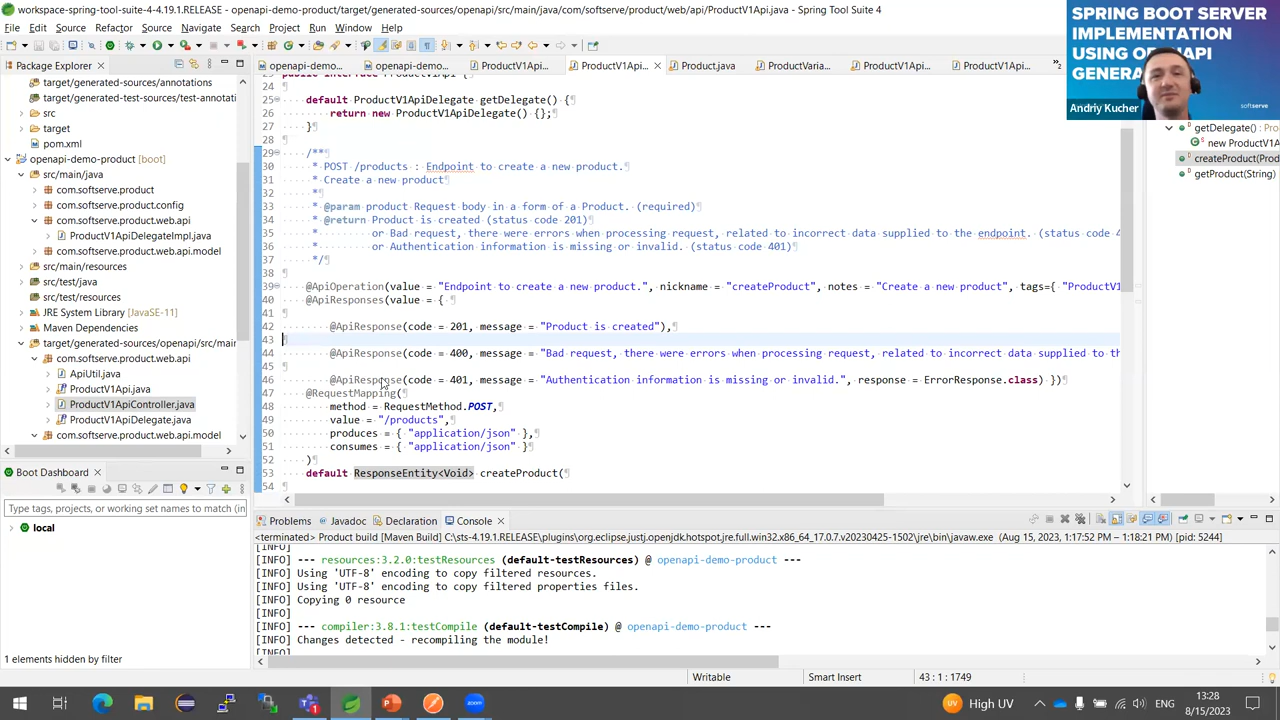 workspace-spring-tool-suite-4-4.19.1.RELEASE - openapi-demo-product/target/generated-sources/openapi/src/main/java/com/softserve/product/web/api/ProductV1Api.java - Spring Tool Suite 4
File Edit Source Refactor Source Navigate Search Project Run Window Help
Package Explorer
target/generated-sources/annotations
target/generated-test-sources/test-annotati
src
target
pom.xml
openapi-demo-product [boot]
src/main/java
com.softserve.product
com.softserve.product.config
com.softserve.product.web.api
ProductV1ApiDelegateImpl.java
com.softserve.product.web.model
src/main/resources
src/test/java
src/test/resources
JRE System Library [JavaSE-11]
Maven Dependencies
target/generated-sources/openapi/src/main
com.softserve.product.web.api
ApiUtil.java
ProductV1Api.java
ProductV1ApiController.java
ProductV1ApiDelegate.java
com.softserve.product.web.model
Boot Dashboard
Type tags, projects, or working set names to match (in
local
1 elements hidden by filter
openapi-demo... openapi-demo... ProductV1Api... ProductV1Api... Product.java ProductVaria... ProductV1Api... ProductV1Api...
23 public interface ProductV1Api {
24
25 default ProductV1ApiDelegate getDelegate() {
26 return new ProductV1ApiDelegate() {};
27 }
28
29 /**
30 * POST /products : Endpoint to create a new product.
31 * Create a new product
32 *
33 * @param product Request body in a form of a Product. (required)
34 * @return Product is created (status code 201)
35 * or Bad request, there were errors when processing request, related to incorrect data supplied to the endpoint. (status code 4
36 * or Authentication information is missing or invalid. (status code 401)
37 */
38
39 @ApiOperation(value = "Endpoint to create a new product.", nickname = "createProduct", notes = "Create a new product", tags={ "ProductV1
40 @ApiResponses(value = {
41
42 @ApiResponse(code = 201, message = "Product is created"),
43
44 @ApiResponse(code = 400, message = "Bad request, there were errors when processing request, related to incorrect data supplied to th
45
46 @ApiResponse(code = 401, message = "Authentication information is missing or invalid.", response = ErrorResponse.class) })
47 @RequestMapping(
48 method = RequestMethod.POST,
49 value = "/products",
50 produces = { "application/json" },
51 consumes = { "application/json" }
52 )
53 default ResponseEntity<Void> createProduct(
54
SPRING BOOT SERVER
IMPLEMENTATION
USING OPENAPI
GENERA
Andriy Kucher
softserve
getDelegate() : Pro
new ProductV1A
createProduct(Prod
getProduct(String)
Problems Javadoc Declaration Console
<terminated> Product build [Maven Build] C:\sts-4.19.1.RELEASE\plugins\org.eclipse.justj.openjdk.hotspot.jre.full.win32.x86_64_17.0.7.v20230425-1502\jre\bin\javaw.exe (Aug 15, 2023, 1:17:52 PM – 1:18:21 PM) [pid: 5244]
[INFO]
[INFO] --- resources:3.2.0:testResources (default-testResources) @ openapi-demo-product ---
[INFO] Using 'UTF-8' encoding to copy filtered resources.
[INFO] Using 'UTF-8' encoding to copy filtered properties files.
[INFO] Copying 0 resource
[INFO]
[INFO] --- compiler:3.8.1:testCompile (default-testCompile) @ openapi-demo-product ---
[INFO] Changes detected - recompiling the module!
[INFO]
Writable Smart Insert 43 : 1 : 1749
High UV ENG 13:28
8/15/2023